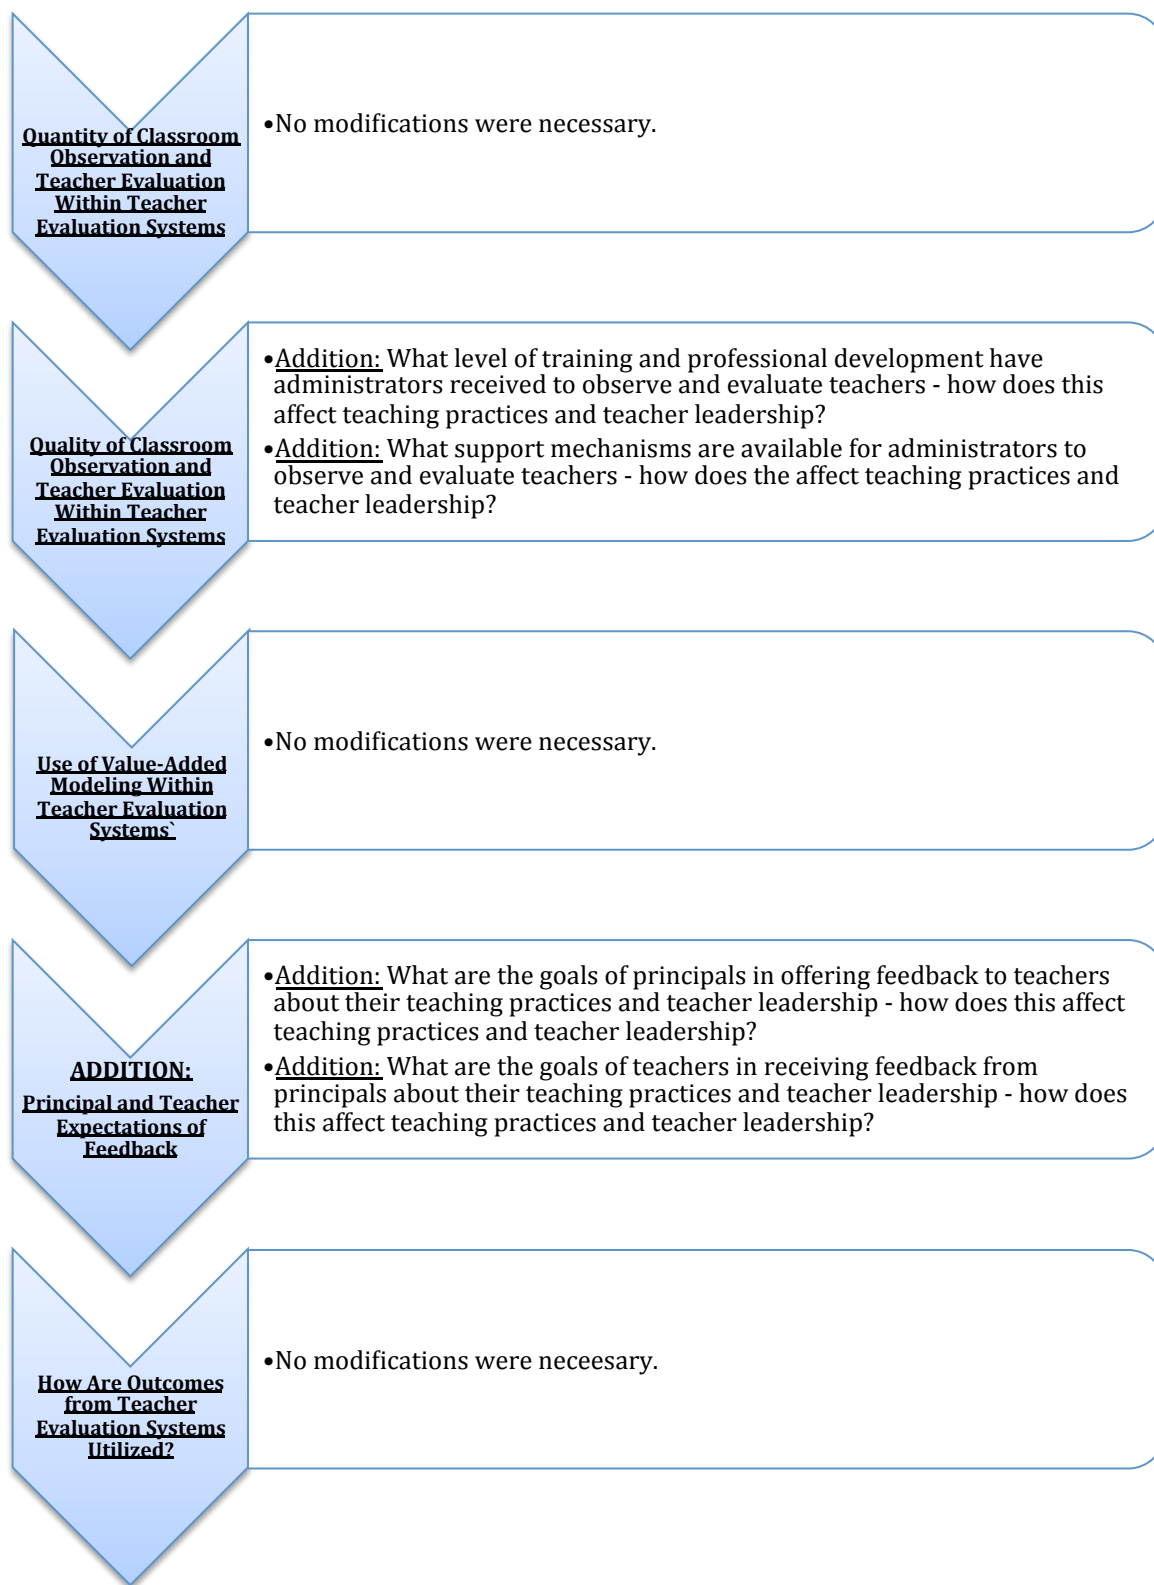 Quantity of Classroom
Observation and
Teacher Evaluation
Within Teacher
Evaluation Systems
•No modifications were necessary.
Quality of Classroom
Observation and
Teacher Evaluation
Within Teacher
Evaluation Systems
•Addition: What level of training and professional development have
administrators received to observe and evaluate teachers - how does this
affect teaching practices and teacher leadership?
•Addition: What support mechanisms are available for administrators to
observe and evaluate teachers - how does the affect teaching practices and
teacher leadership?
Use of Value-Added
Modeling Within
Teacher Evaluation
Systems`
•No modifications were necessary.
ADDITION:
Principal and Teacher
Expectations of
Feedback
•Addition: What are the goals of principals in offering feedback to teachers
about their teaching practices and teacher leadership - how does this affect
teaching practices and teacher leadership?
•Addition: What are the goals of teachers in receiving feedback from
principals about their teaching practices and teacher leadership - how does
this affect teaching practices and teacher leadership?
How Are Outcomes
from Teacher
Evaluation Systems
Utilized?
•No modifications were neceesary.